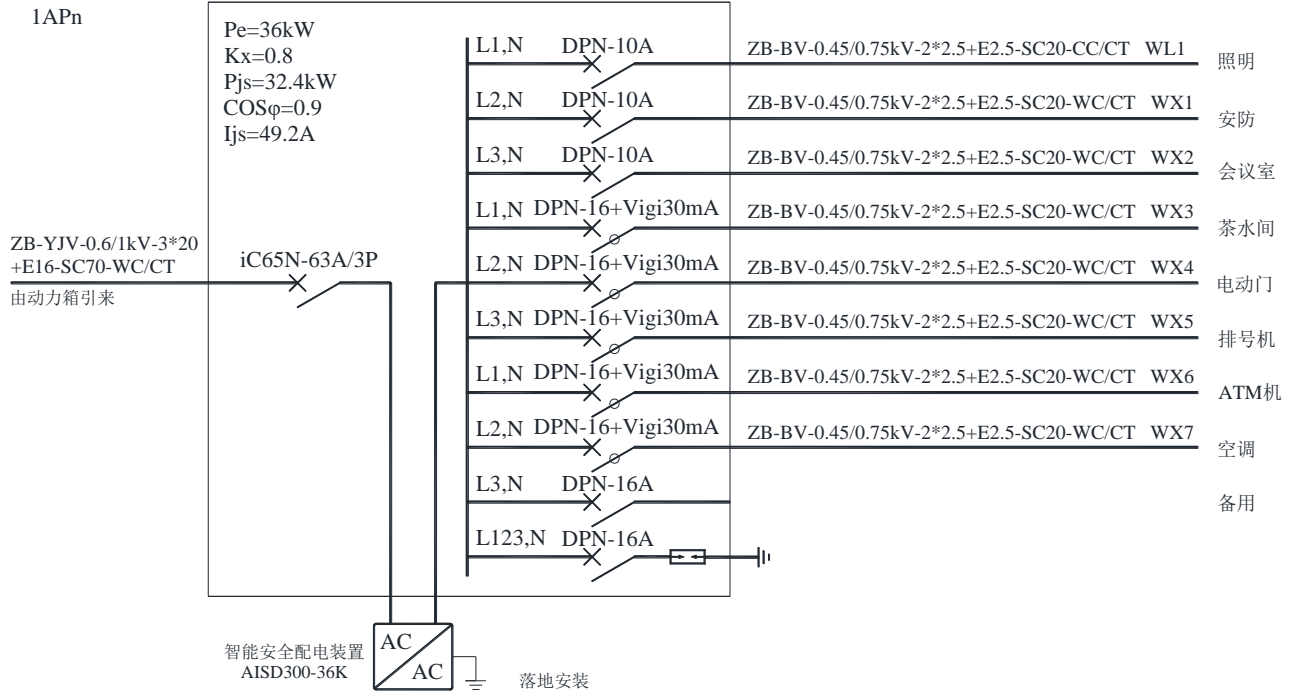 1APn
Pe=36kW
Kx=0.8
Pjs=32.4kW
COSφ=0.9
Ijs=49.2A
ZB-YJV-0.6/1kV-3*20
+E16-SC70-WC/CT
由动力箱引来
iC65N-63A/3P
L1,N DPN-10A ZB-BV-0.45/0.75kV-2*2.5+E2.5-SC20-CC/CT WL1 照明
L2,N DPN-10A ZB-BV-0.45/0.75kV-2*2.5+E2.5-SC20-WC/CT WX1 安防
L3,N DPN-10A ZB-BV-0.45/0.75kV-2*2.5+E2.5-SC20-WC/CT WX2 会议室
L1,N DPN-16+Vigi30mA ZB-BV-0.45/0.75kV-2*2.5+E2.5-SC20-WC/CT WX3 茶水间
L2,N DPN-16+Vigi30mA ZB-BV-0.45/0.75kV-2*2.5+E2.5-SC20-WC/CT WX4 电动门
L3,N DPN-16+Vigi30mA ZB-BV-0.45/0.75kV-2*2.5+E2.5-SC20-WC/CT WX5 排号机
L1,N DPN-16+Vigi30mA ZB-BV-0.45/0.75kV-2*2.5+E2.5-SC20-WC/CT WX6 ATM机
L2,N DPN-16+Vigi30mA ZB-BV-0.45/0.75kV-2*2.5+E2.5-SC20-WC/CT WX7 空调
L3,N DPN-16A 备用
L123,N DPN-16A
智能安全配电装置
AISD300-36K
AC
AC
落地安装